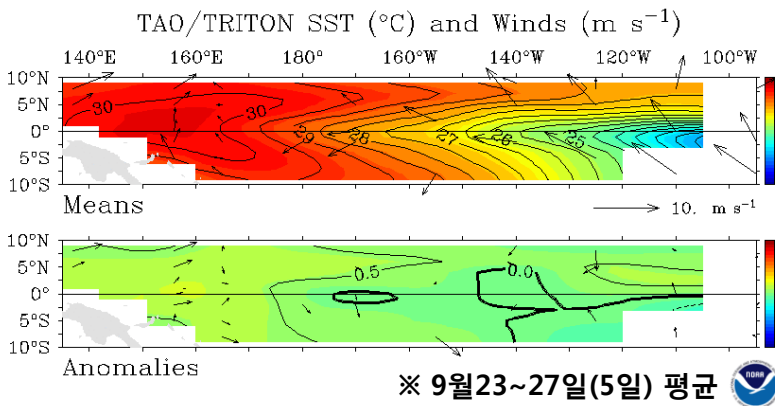 TAO/TRITON SST (°C) and Winds (m s⁻¹)
140°E 160°E 180° 160°W 140°W 120°W 100°W
10°N
5°N
0°
5°S
10°S
30
30
29
28
27
26
25
Means
10. m s⁻¹
10°N
5°N
0°
5°S
10°S
0.5
0.0
Anomalies
※ 9월23~27일(5일) 평균
NOAA